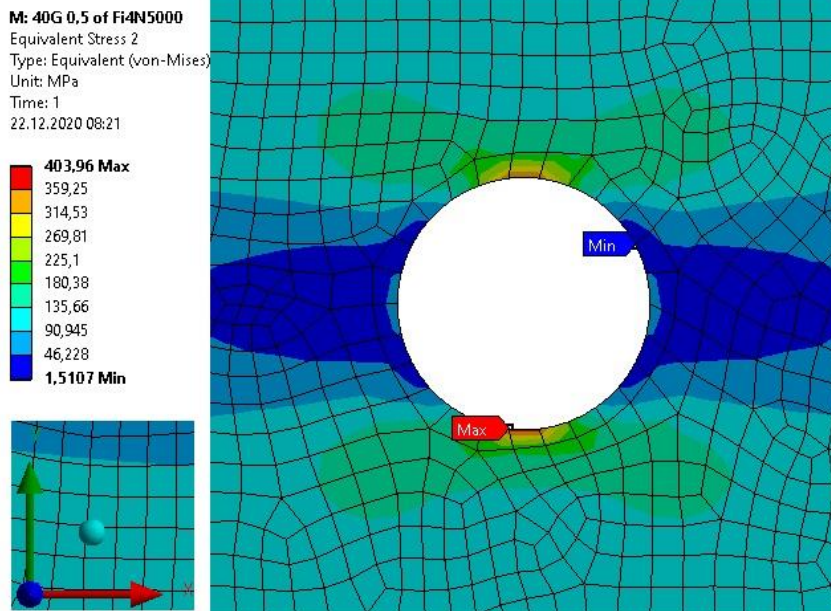 M: 40G 0,5 of Fi4N5000
Equivalent Stress 2
Type: Equivalent (von-Mises)
Unit: MPa
Time: 1
22.12.2020 08:21
403,96 Max
359,25
314,53
269,81
225,1
180,38
135,66
90,945
46,228
1,5107 Min
Min
Max
X